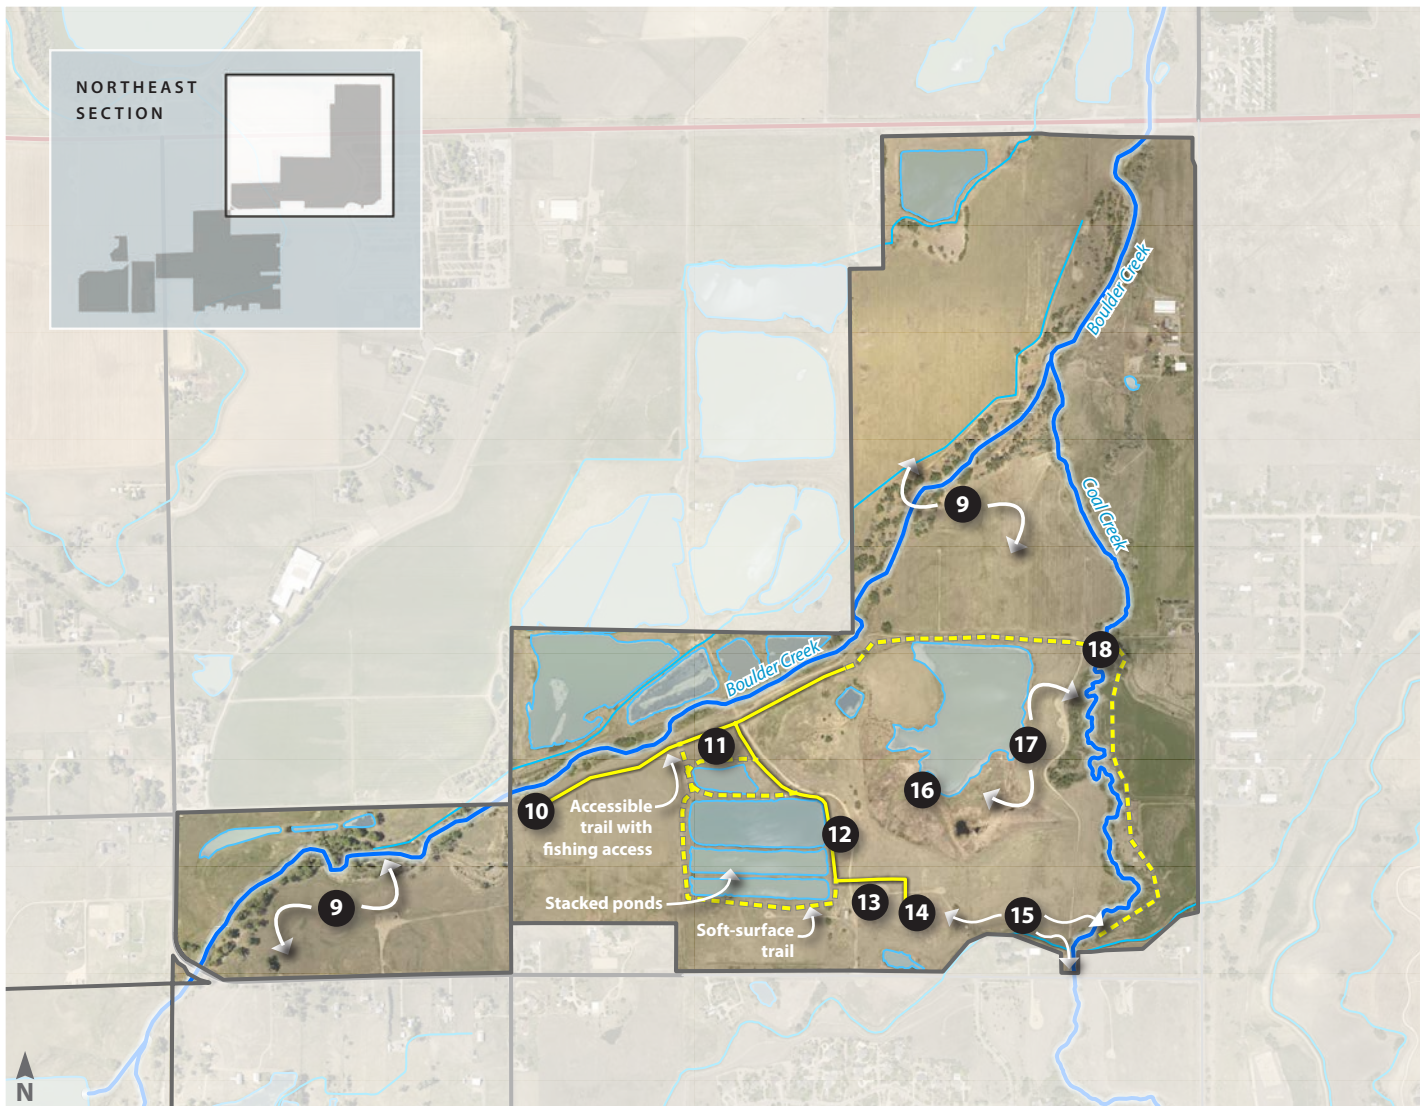 NORTHEAST
SECTION
Boulder Creek
9
Coal Creek
18
Boulder Creek
11
17
16
10
Accessible
trail with
fishing access
12
Stacked ponds
9
13
14
15
Soft-surface
trail
N